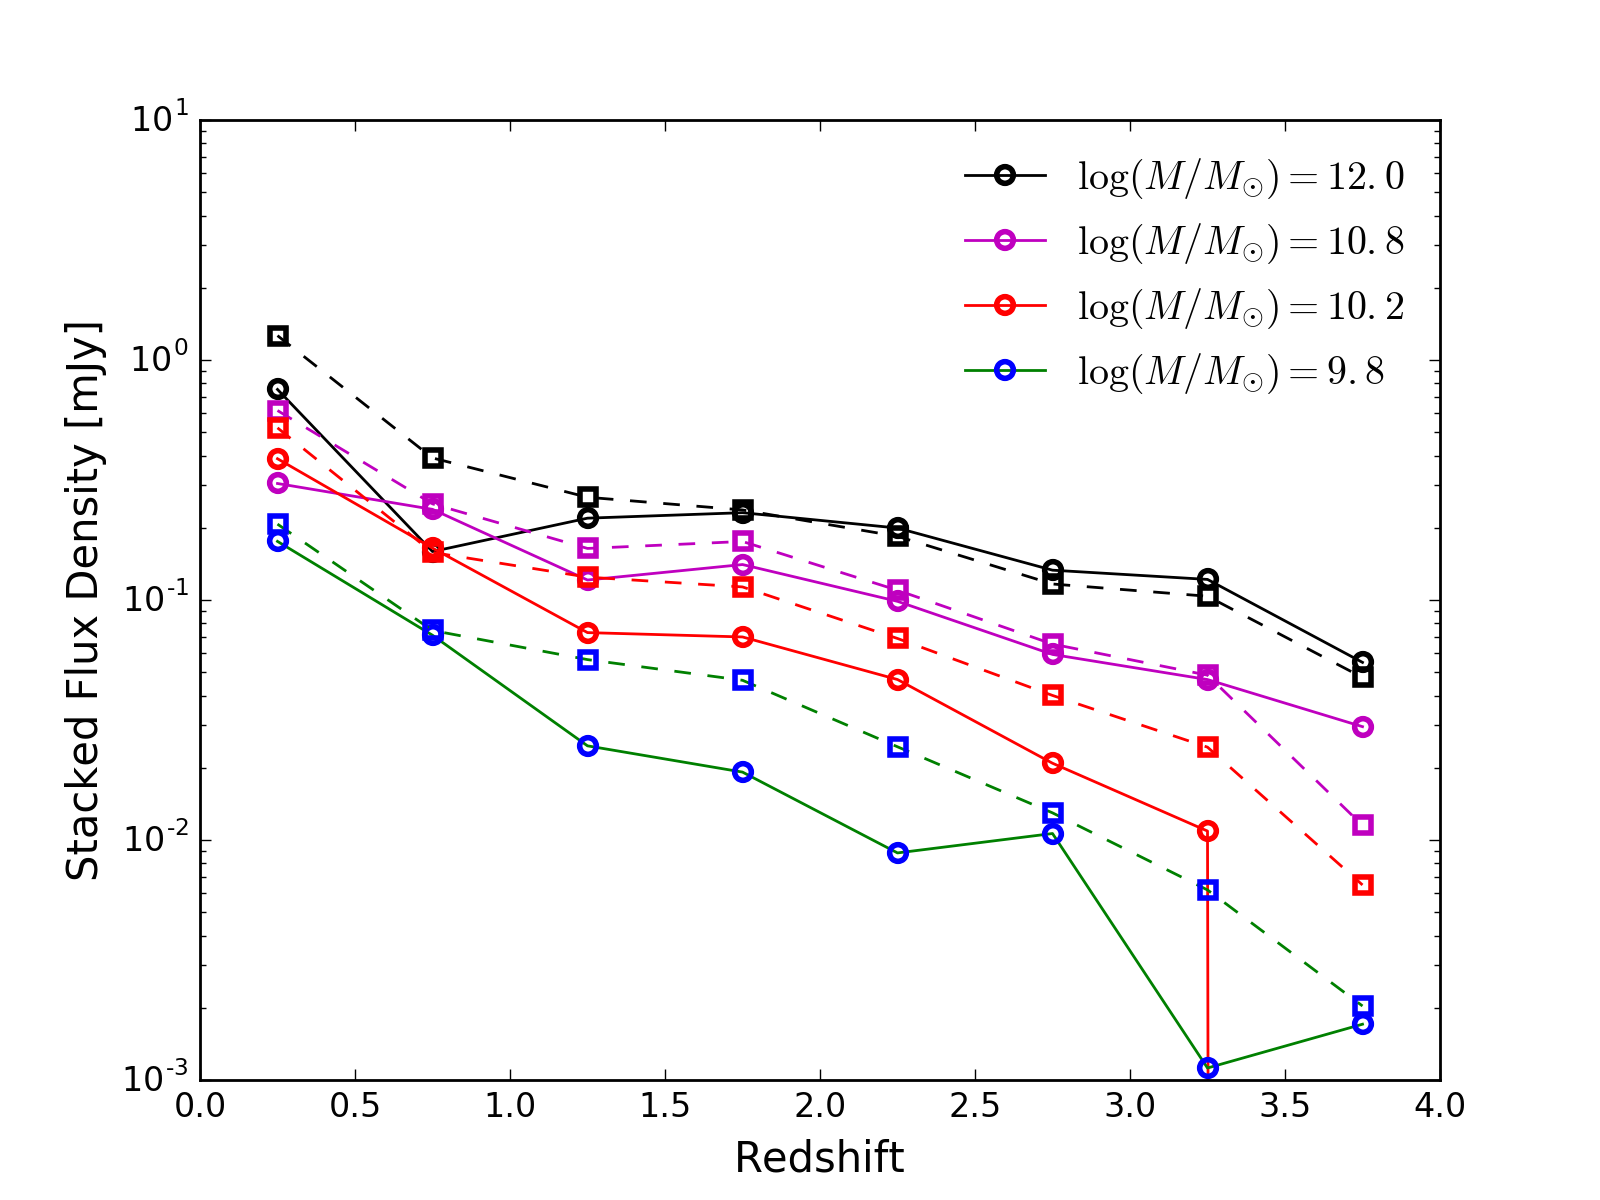 10^1
10^0
10^-1
10^-2
10^-3
Stacked Flux Density [mJy]
log(M/M⊙) = 12.0
log(M/M⊙) = 10.8
log(M/M⊙) = 10.2
log(M/M⊙) = 9.8
0.0 0.5 1.0 1.5 2.0 2.5 3.0 3.5 4.0
Redshift